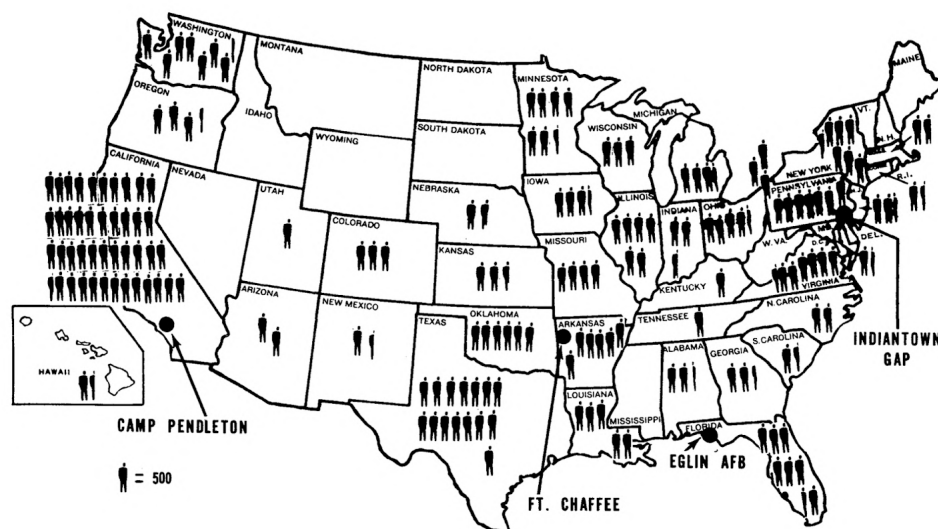 WASHINGTON
MONTANA
NORTH DAKOTA
MINNESOTA
MAINE
OREGON
IDAHO
SOUTH DAKOTA
WISCONSIN
MICHIGAN
VT.
N.H.
WYOMING
NEW YORK
R.I.
CALIFORNIA
NEVADA
UTAH
NEBRASKA
IOWA
ILLINOIS
INDIANA
OHIO
PENNSYLVANIA
COLORADO
KANSAS
MISSOURI
W. VA.
D.C.
DEL.
KENTUCKY
VIRGINIA
ARIZONA
NEW MEXICO
TEXAS
OKLAHOMA
ARKANSAS
TENNESSEE
N.CAROLINA
INDIANTOWN
GAP
S.CAROLINA
ALABAMA
GEORGIA
HAWAII
LOUISIANA
MISSISSIPPI
FLORIDA
CAMP PENDLETON
EGLIN AFB
= 500
FT. CHAFFEE